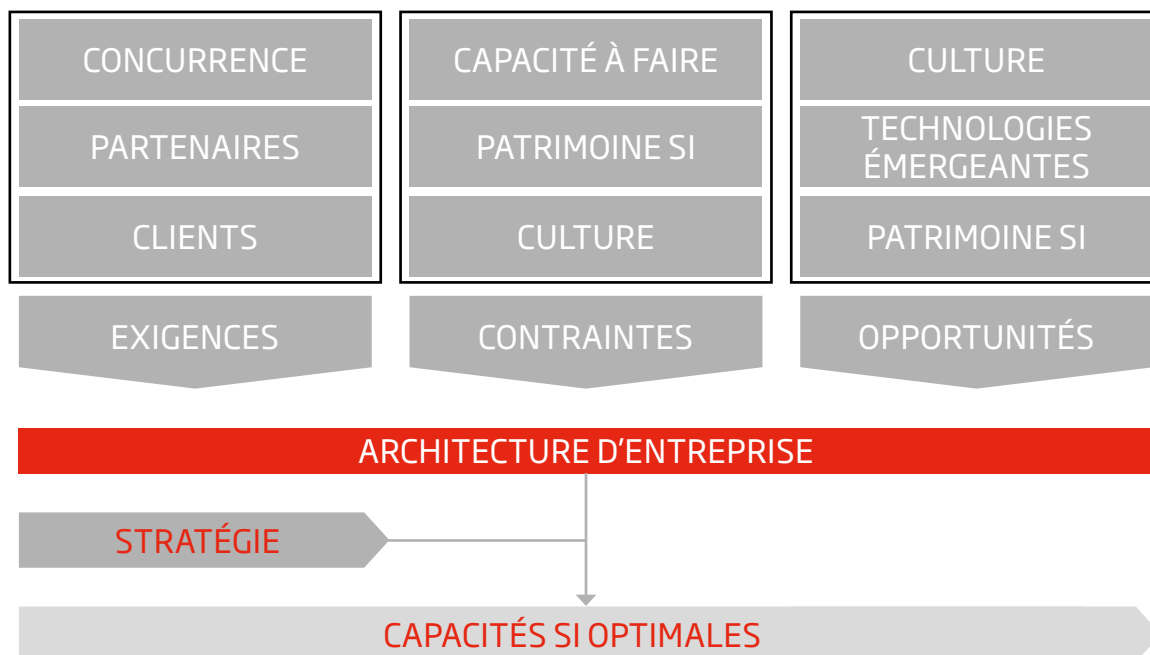 CONCURRENCE
PARTENAIRES
CLIENTS
EXIGENCES
CAPACITÉ À FAIRE
PATRIMOINE SI
CULTURE
CONTRAINTES
CULTURE
TECHNOLOGIES
ÉMERGEANTES
PATRIMOINE SI
OPPORTUNITÉS
ARCHITECTURE D'ENTREPRISE
STRATÉGIE
CAPACITÉS SI OPTIMALES